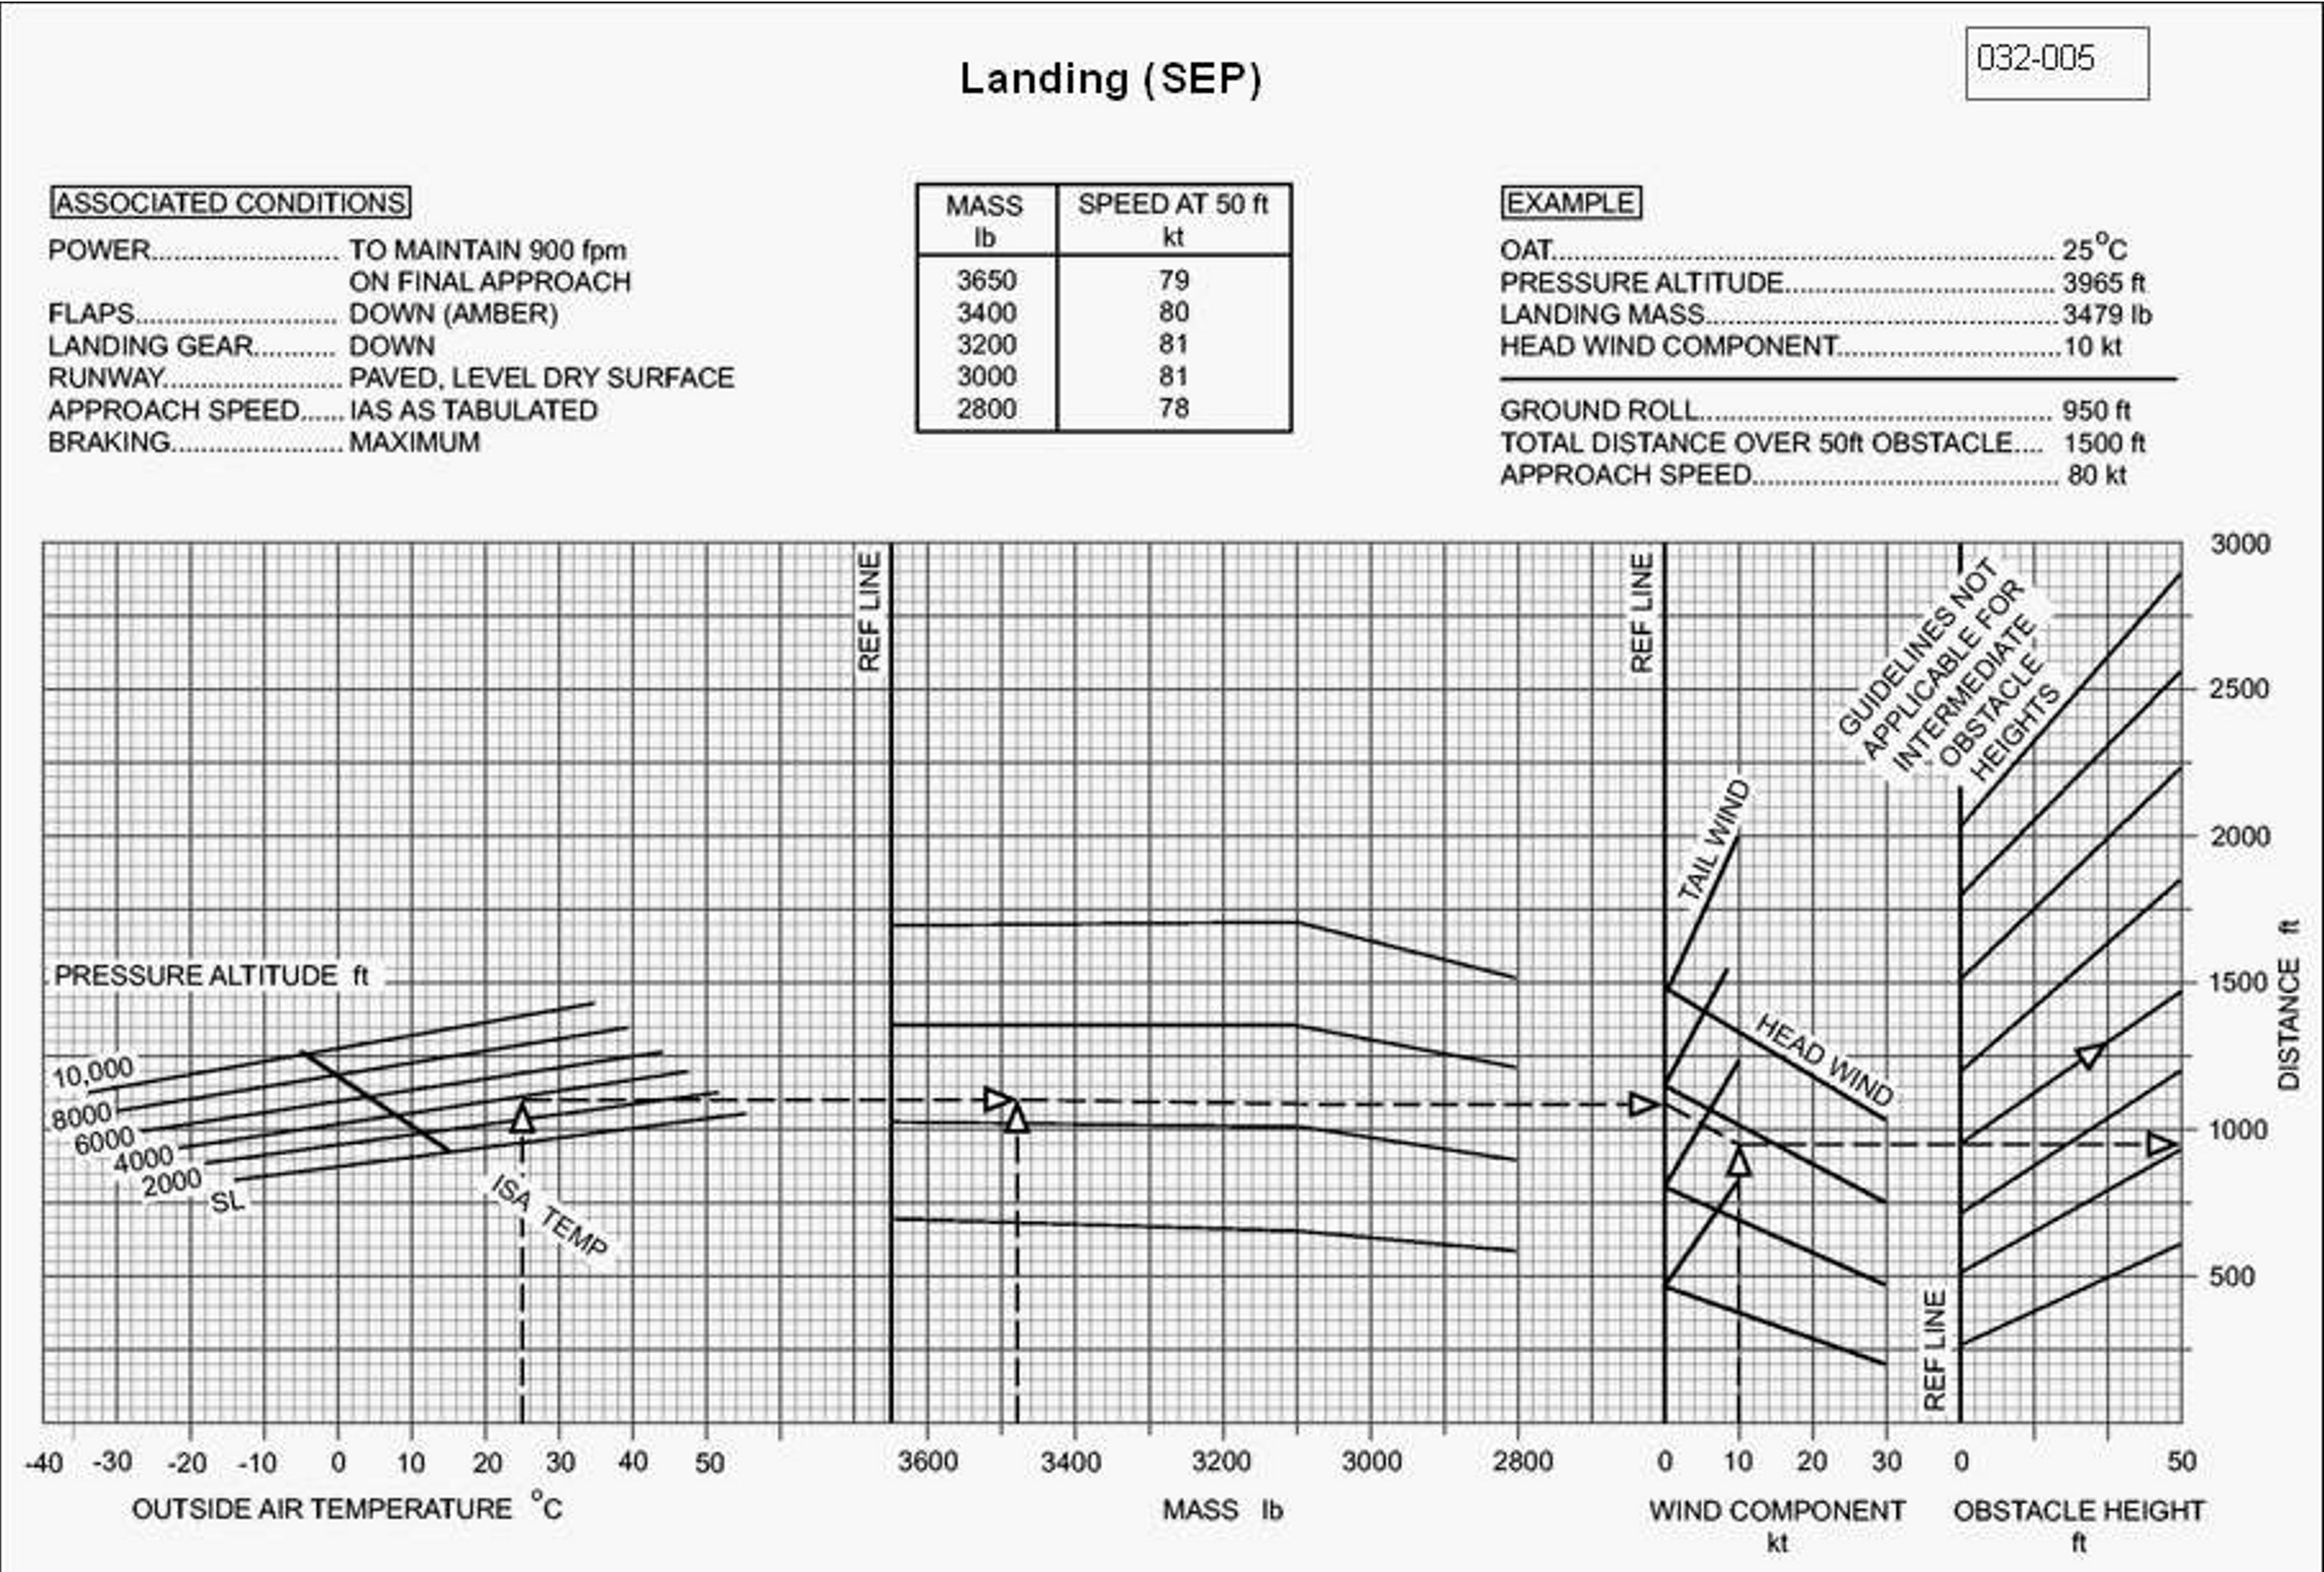 032-005
Landing (SEP)
ASSOCIATED CONDITIONS
POWER......................... TO MAINTAIN 900 fpm
ON FINAL APPROACH
FLAPS........................... DOWN (AMBER)
LANDING GEAR........... DOWN
RUNWAY........................ PAVED, LEVEL DRY SURFACE
APPROACH SPEED...... IAS AS TABULATED
BRAKING........................ MAXIMUM
MASS lb SPEED AT 50 ft kt
3650 79
3400 80
3200 81
3000 81
2800 78
EXAMPLE
OAT.................................................................. 25°C
PRESSURE ALTITUDE................................... 3965 ft
LANDING MASS.............................................. 3479 lb
HEAD WIND COMPONENT............................. 10 kt
GROUND ROLL.............................................. 950 ft
TOTAL DISTANCE OVER 50ft OBSTACLE.... 1500 ft
APPROACH SPEED........................................ 80 kt
REF LINE
REF LINE
GUIDELINES NOT
APPLICABLE FOR
INTERMEDIATE
OBSTACLE
HEIGHTS
TAIL WIND
HEAD WIND
PRESSURE ALTITUDE ft
10,000
8000
6000
4000
2000
SL
ISA TEMP
REF LINE
3000
2500
2000
1500
1000
500
DISTANCE ft
-40 -30 -20 -10 0 10 20 30 40 50
3600 3400 3200 3000 2800
0 10 20 30
0 50
OUTSIDE AIR TEMPERATURE °C
MASS lb
WIND COMPONENT
kt
OBSTACLE HEIGHT
ft